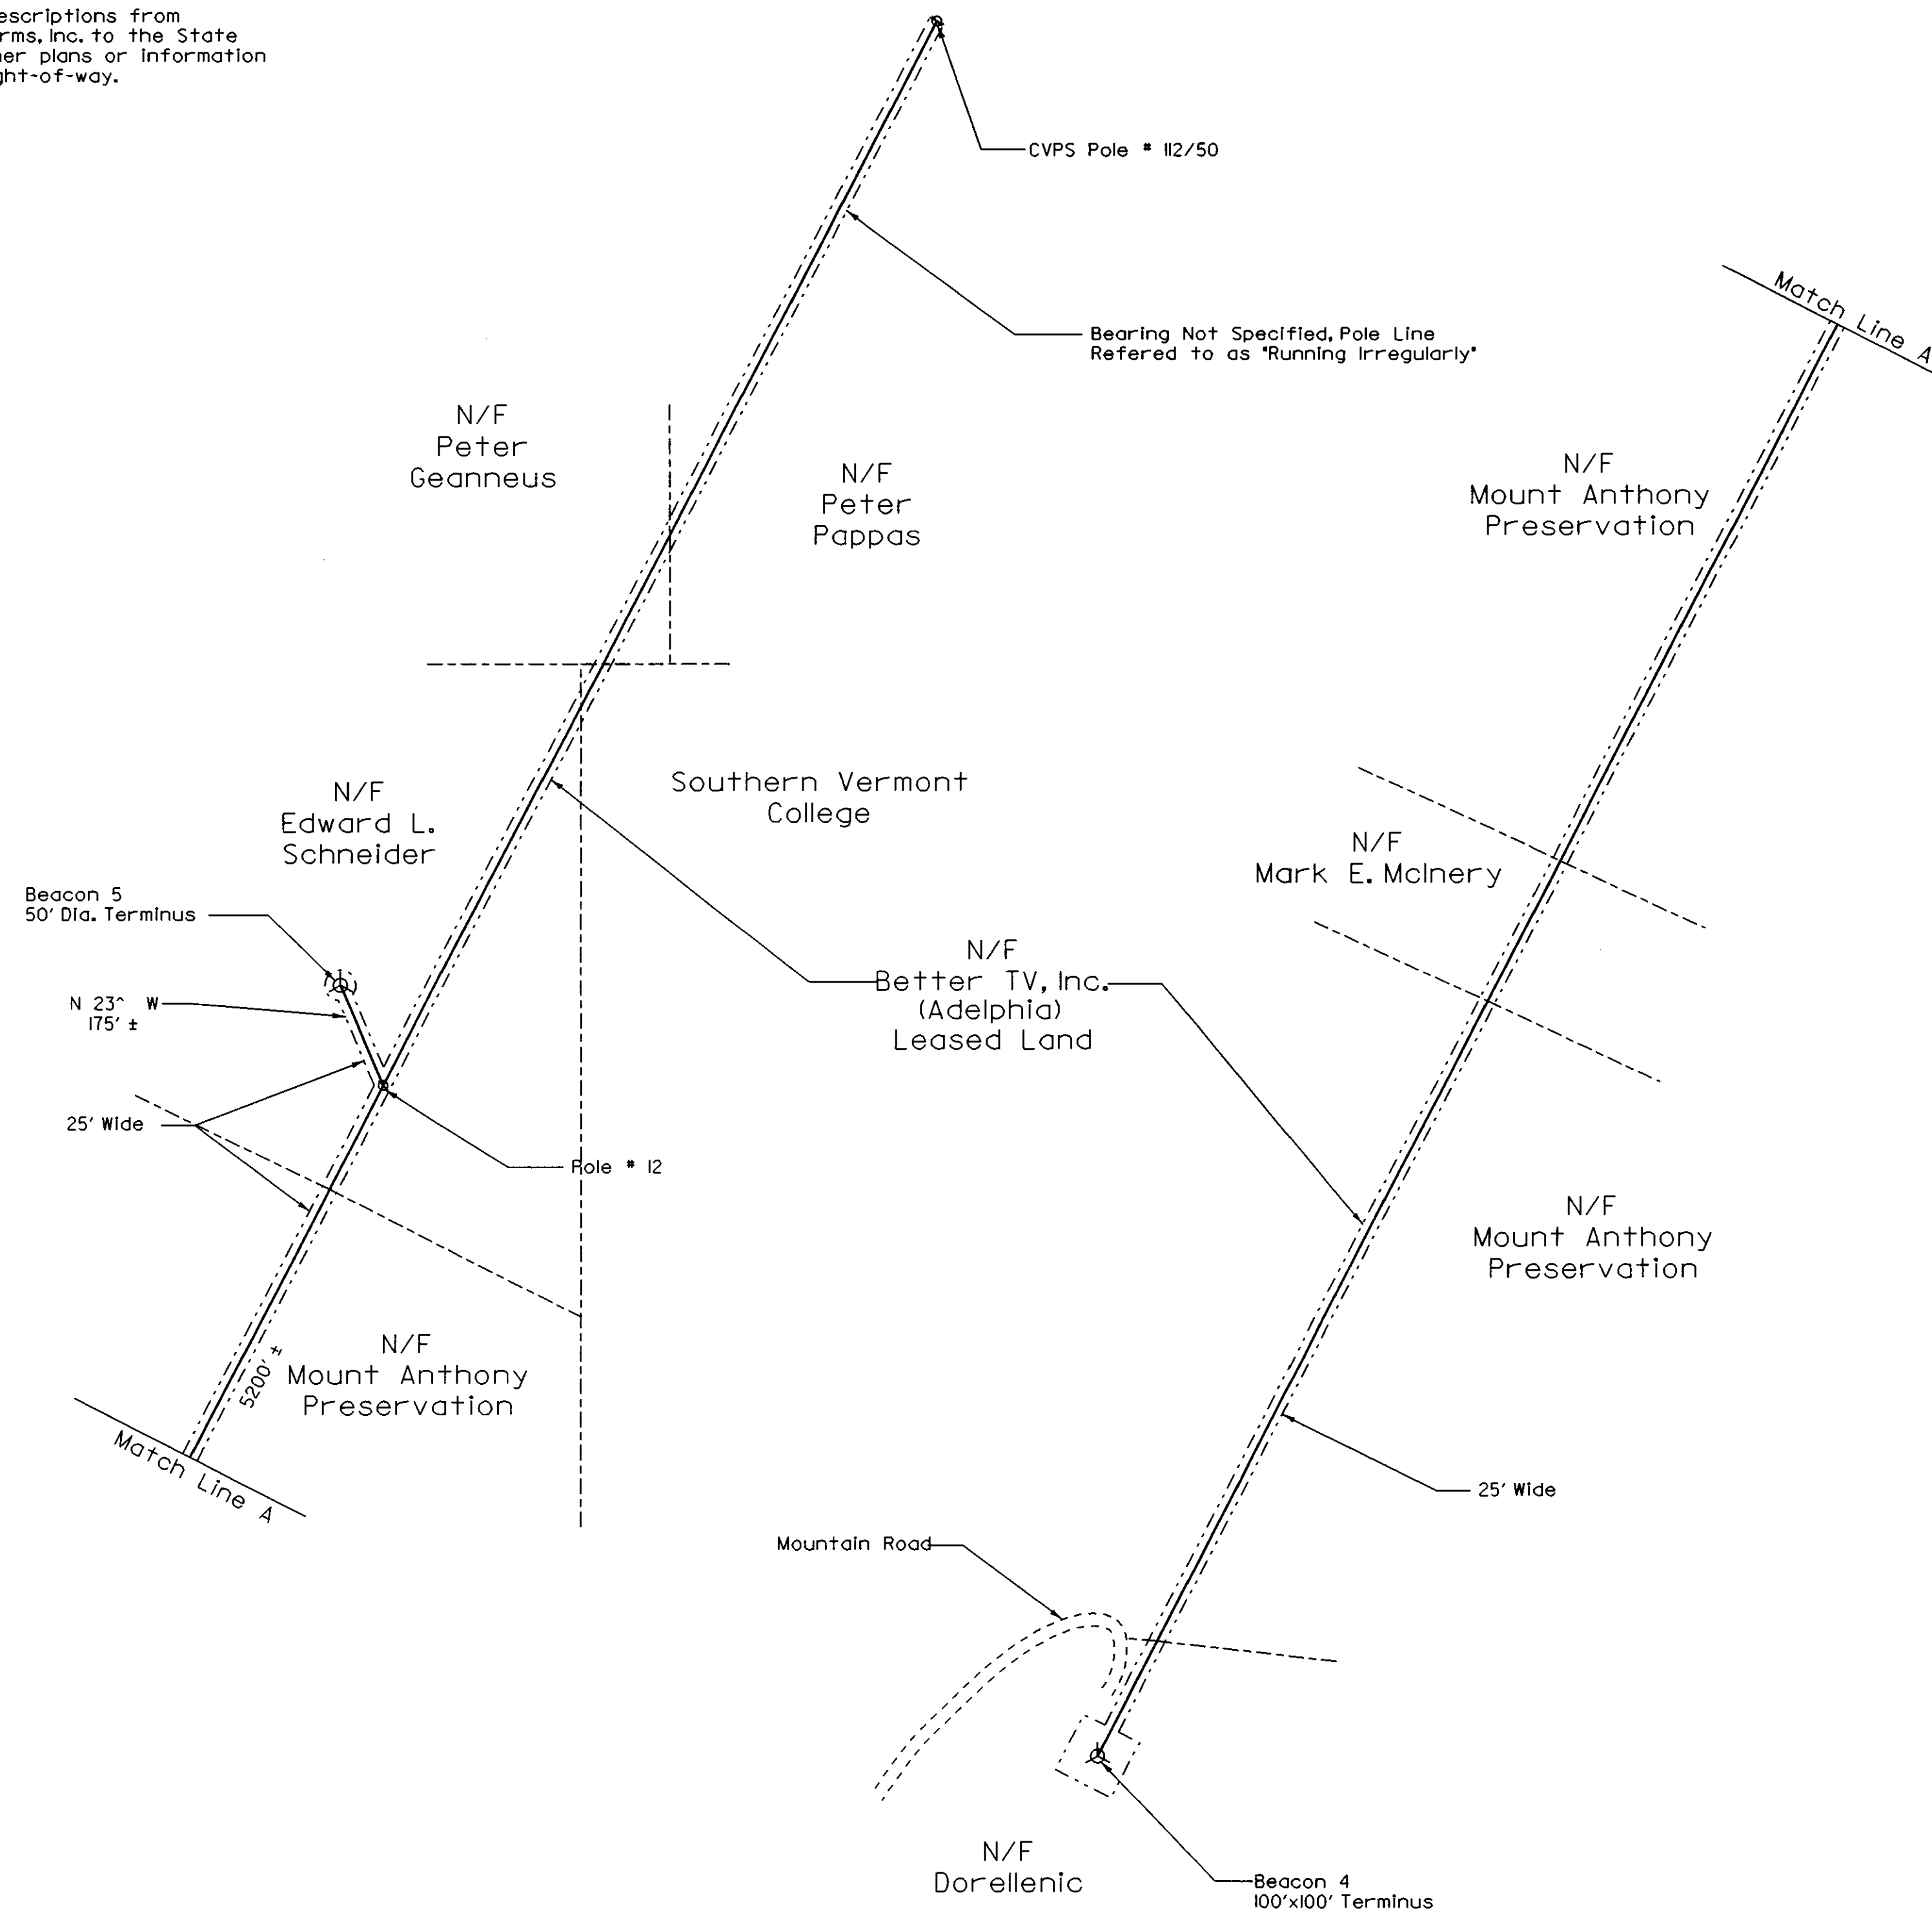 escriptions from
rms, Inc. to the State
ner plans or information
ght-of-way.
CVPS Pole # 112/50
Bearing Not Specified, Pole Line
Refered to as "Running Irregularly"
Match Line A
N/F
Peter
Geanneus
N/F
Peter
Pappas
N/F
Mount Anthony
Preservation
N/F
Edward L.
Schneider
Southern Vermont
College
N/F
Mark E. McInery
Beacon 5
50' Dia. Terminus
N/F
Better TV, Inc.
(Adelphia)
Leased Land
N 23^ W
175' ±
25' Wide
Pole # 12
N/F
Mount Anthony
Preservation
5200' ±
N/F
Mount Anthony
Preservation
Match Line A
25' Wide
Mountain Road
N/F
Dorellenic
Beacon 4
100'x100' Terminus